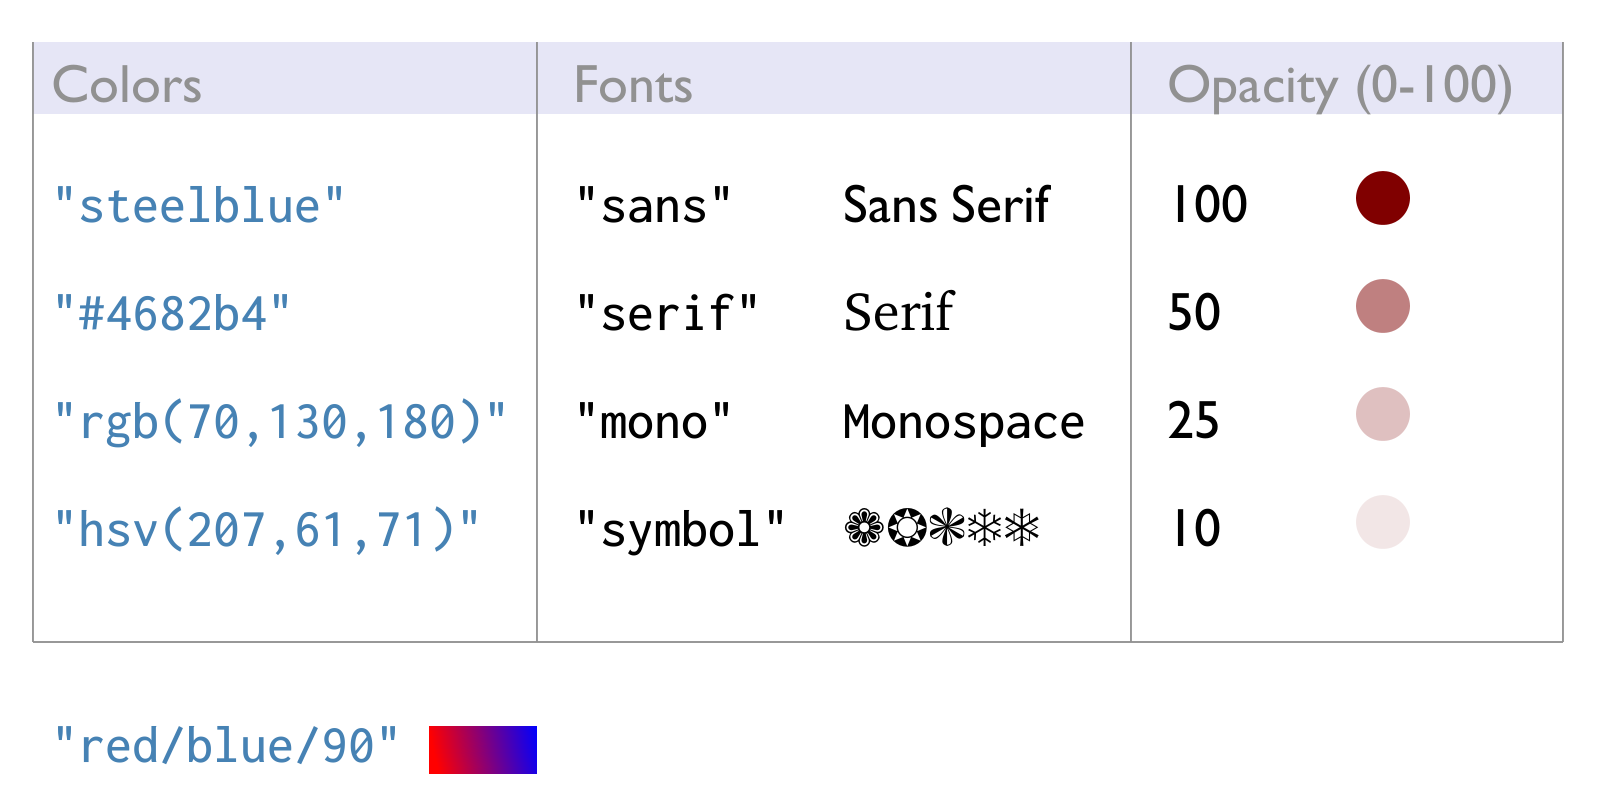 Colors Fonts Opacity (0-100)
"steelblue" "sans" Sans Serif 100
"#4682b4" "serif" Serif 50
"rgb(70,130,180)" "mono" Monospace 25
"hsv(207,61,71)" "symbol" ❁❂❃❄❅ 10
"red/blue/90"